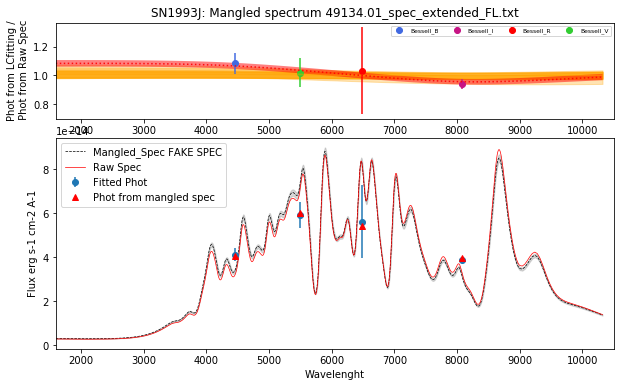 SN1993J: Mangled spectrum 49134.01_spec_extended_FL.txt
Phot from LCfitting /
Phot from Raw Spec
1.2
1.0
0.8
Bessell_B
Bessell_I
Bessell_R
Bessell_V
2000 3000 4000 5000 6000 7000 8000 9000 10000
1e−14
Flux erg s-1 cm-2 A-1
8
6
4
2
0
Mangled_Spec FAKE SPEC
Raw Spec
Fitted Phot
Phot from mangled spec
2000 3000 4000 5000 6000 7000 8000 9000 10000
Wavelenght